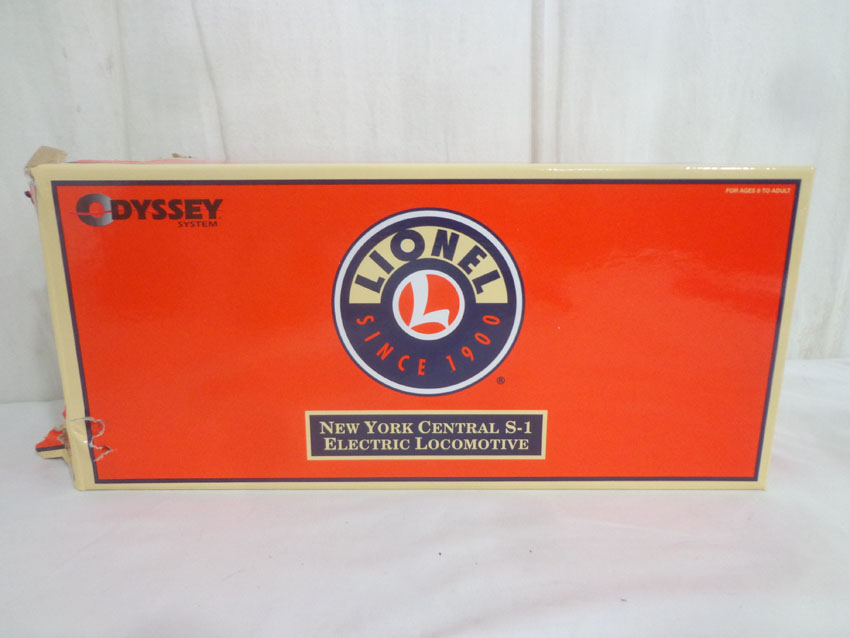 ODYSSEY
SYSTEM
FOR AGES 8 TO ADULT
LIONEL
L
SINCE 1900
®
NEW YORK CENTRAL S-1
ELECTRIC LOCOMOTIVE